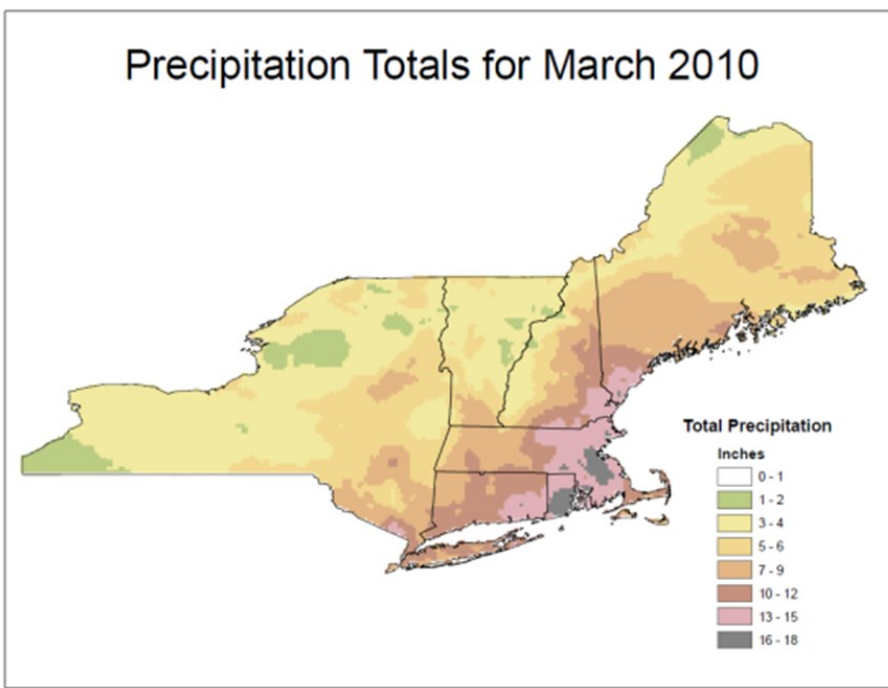 Precipitation Totals for March 2010
Total Precipitation
Inches
0 - 1
1 - 2
3 - 4
5 - 6
7 - 9
10 - 12
13 - 15
16 - 18